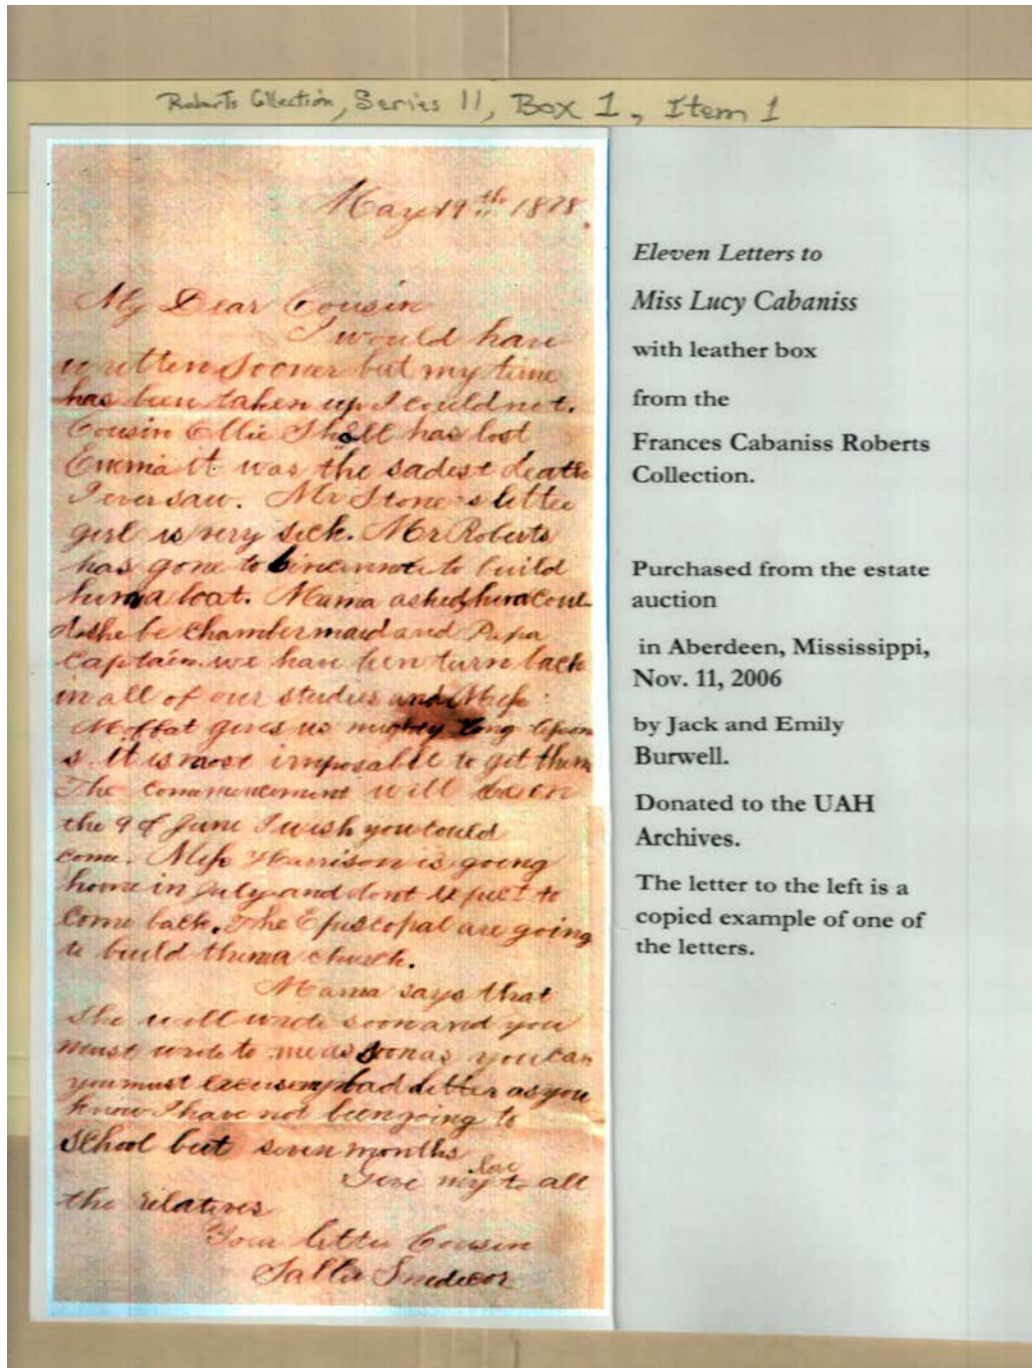 Roberts Collection, Series 11, Box 1, Item 1
May 19th 1878.
My Dear Cousin
I would have
written sooner but my time
has been taken up I could not.
Cousin Ellie has lost
Emma it was the sadest death
I ever saw. Mr Stone's little
girl is very sick. Mr Roberts
has gone to to build
him a boat. Mama asked him coul
d she be Chambermaid and Papa
Captain. we have ben turn back
in all of our studies and Miss
Moffat gives us mighty long lesson
s. it is most imposable to get them
The commencement will be on
the 9 of June I wish you could
come. Miss Harrison is going
home in July and dont expect to
come back. The Episcopal are going
to build them a church.
Mama says that
She will write soon and you
must write to me as soon as you can
you must excuse my bad letter as you
know I have not been going to
School but seven months
Give my love to all
the relatives
Your little Cousin
Sallie Snedecor
Eleven Letters to
Miss Lucy Cabaniss
with leather box
from the
Frances Cabaniss Roberts
Collection.
Purchased from the estate
auction
in Aberdeen, Mississippi,
Nov. 11, 2006
by Jack and Emily
Burwell.
Donated to the UAH
Archives.
The letter to the left is a
copied example of one of
the letters.